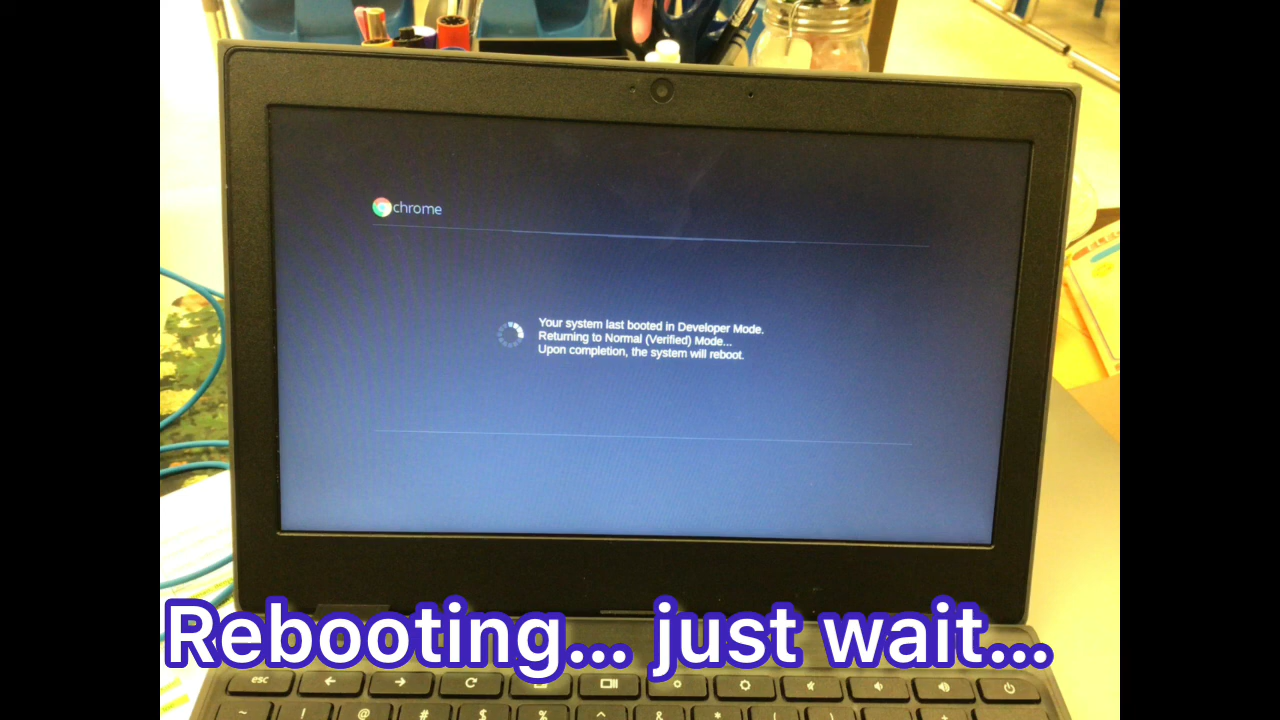 chrome
Your system last booted in Developer Mode.
Returning to Normal (Verified) Mode...
Upon completion, the system will reboot.
Rebooting... just wait...
esc
~ ! @ # $ % ^ & * ( ) _ +